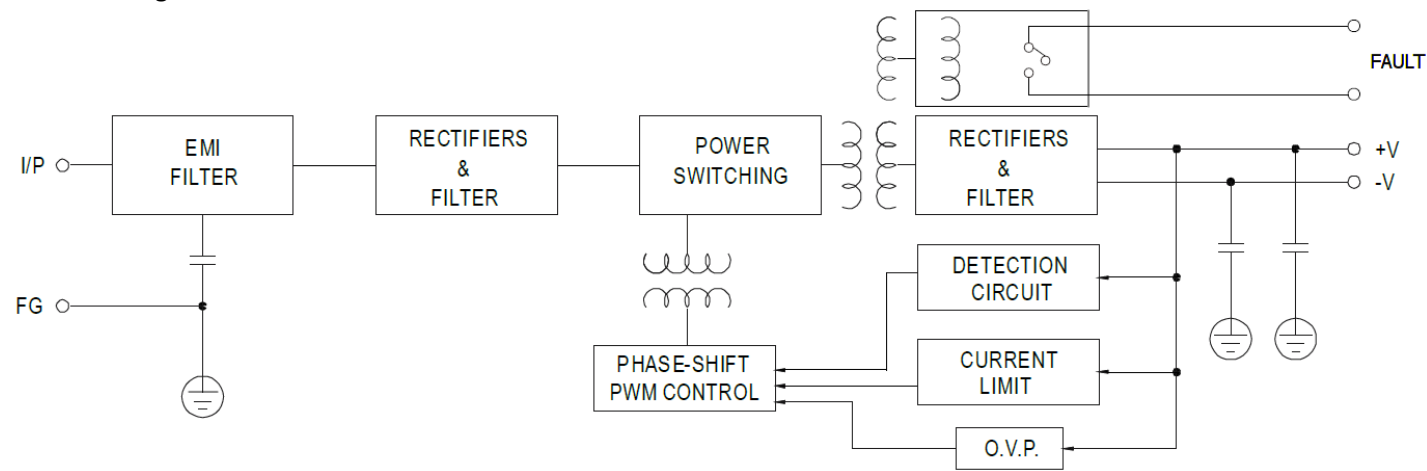 FAULT
I/P
EMI
FILTER
RECTIFIERS
&
FILTER
POWER
SWITCHING
RECTIFIERS
&
FILTER
+V
-V
DETECTION
CIRCUIT
FG
PHASE-SHIFT
PWM CONTROL
CURRENT
LIMIT
O.V.P.